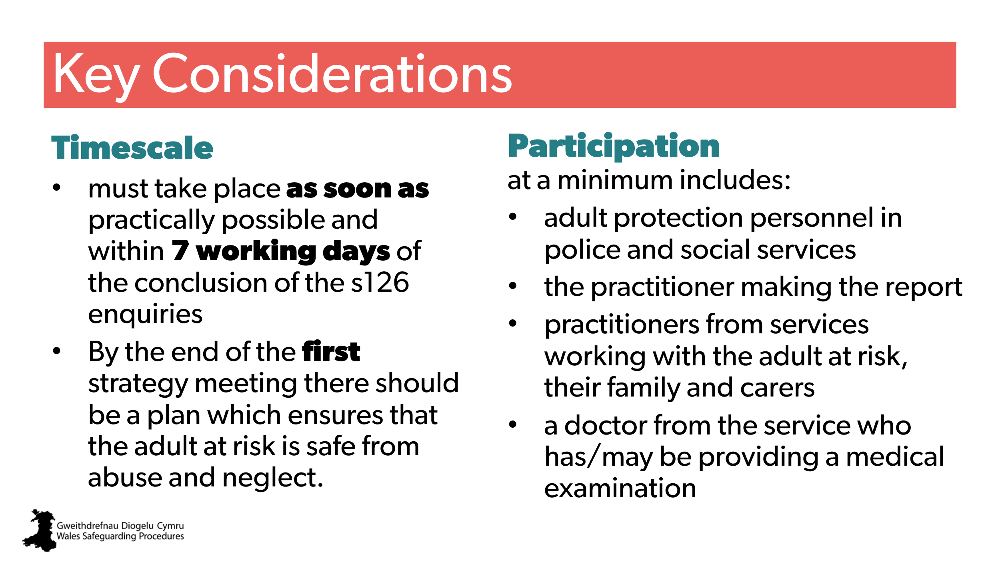 Key Considerations
Timescale
• must take place as soon as
practically possible and
within 7 working days of
the conclusion of the s126
enquiries
• By the end of the first
strategy meeting there should
be a plan which ensures that
the adult at risk is safe from
abuse and neglect.
Participation
at a minimum includes:
• adult protection personnel in
police and social services
• the practitioner making the report
• practitioners from services
working with the adult at risk,
their family and carers
• a doctor from the service who
has/may be providing a medical
examination
Gweithdrefnau Diogelu Cymru
Wales Safeguarding Procedures